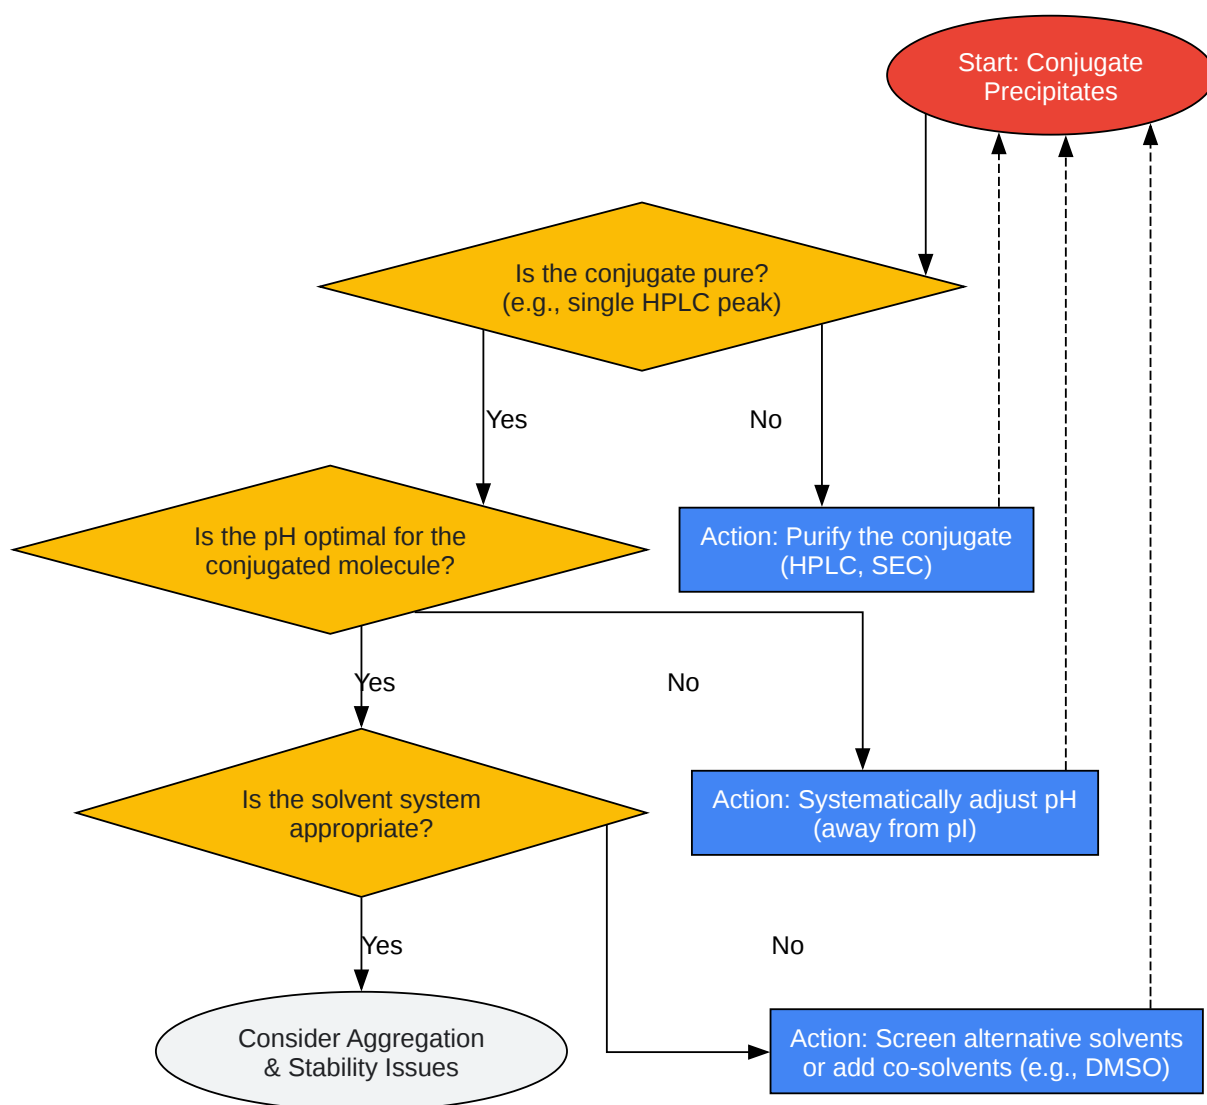 Start: Conjugate
Precipitates
Is the conjugate pure?
(e.g., single HPLC peak)
Yes
No
Is the pH optimal for the
conjugated molecule?
Action: Purify the conjugate
(HPLC, SEC)
Yes
No
Is the solvent system
appropriate?
Action: Systematically adjust pH
(away from pI)
Yes
No
Consider Aggregation
& Stability Issues
Action: Screen alternative solvents
or add co-solvents (e.g., DMSO)